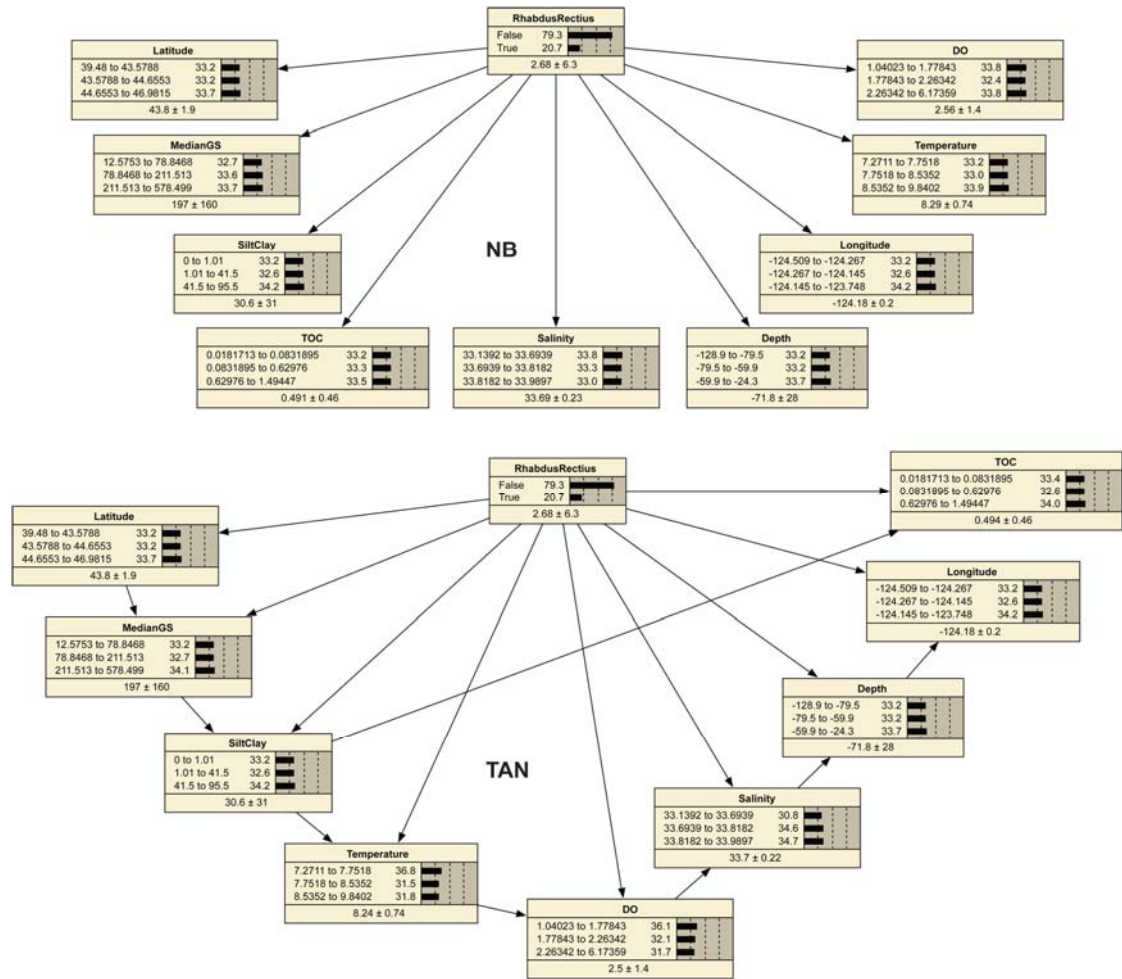 RhabdusRectius
False 79.3
True 20.7
2.68 ± 6.3
Latitude
39.48 to 43.5788 33.2
43.5788 to 44.6553 33.2
44.6553 to 46.9815 33.7
43.8 ± 1.9
DO
1.04023 to 1.77843 33.8
1.77843 to 2.26342 32.4
2.26342 to 6.17359 33.8
2.56 ± 1.4
MedianGS
12.5753 to 78.8468 32.7
78.8468 to 211.513 33.6
211.513 to 578.499 33.7
197 ± 160
Temperature
7.2711 to 7.7518 33.2
7.7518 to 8.5352 33.0
8.5352 to 9.8402 33.9
8.29 ± 0.74
SiltClay
0 to 1.01 33.2
1.01 to 41.5 32.6
41.5 to 95.5 34.2
30.6 ± 31
NB
Longitude
-124.509 to -124.267 33.2
-124.267 to -124.145 32.6
-124.145 to -123.748 34.2
-124.18 ± 0.2
TOC
0.0181713 to 0.0831895 33.2
0.0831895 to 0.62976 33.3
0.62976 to 1.49447 33.5
0.491 ± 0.46
Salinity
33.1392 to 33.6939 33.8
33.6939 to 33.8182 33.3
33.8182 to 33.9897 33.0
33.69 ± 0.23
Depth
-128.9 to -79.5 33.2
-79.5 to -59.9 33.2
-59.9 to -24.3 33.7
-71.8 ± 28
RhabdusRectius
False 79.3
True 20.7
2.68 ± 6.3
TOC
0.0181713 to 0.0831895 33.4
0.0831895 to 0.62976 32.6
0.62976 to 1.49447 34.0
0.494 ± 0.46
Latitude
39.48 to 43.5788 33.2
43.5788 to 44.6553 33.2
44.6553 to 46.9815 33.7
43.8 ± 1.9
Longitude
-124.509 to -124.267 33.2
-124.267 to -124.145 32.6
-124.145 to -123.748 34.2
-124.18 ± 0.2
MedianGS
12.5753 to 78.8468 33.2
78.8468 to 211.513 32.7
211.513 to 578.499 34.1
197 ± 160
Depth
-128.9 to -79.5 33.2
-79.5 to -59.9 33.2
-59.9 to -24.3 33.7
-71.8 ± 28
SiltClay
0 to 1.01 33.2
1.01 to 41.5 32.6
41.5 to 95.5 34.2
30.6 ± 31
TAN
Salinity
33.1392 to 33.6939 30.8
33.6939 to 33.8182 34.6
33.8182 to 33.9897 34.7
33.7 ± 0.22
Temperature
7.2711 to 7.7518 36.8
7.7518 to 8.5352 31.5
8.5352 to 9.8402 31.8
8.24 ± 0.74
DO
1.04023 to 1.77843 36.1
1.77843 to 2.26342 32.1
2.26342 to 6.17359 31.7
2.5 ± 1.4